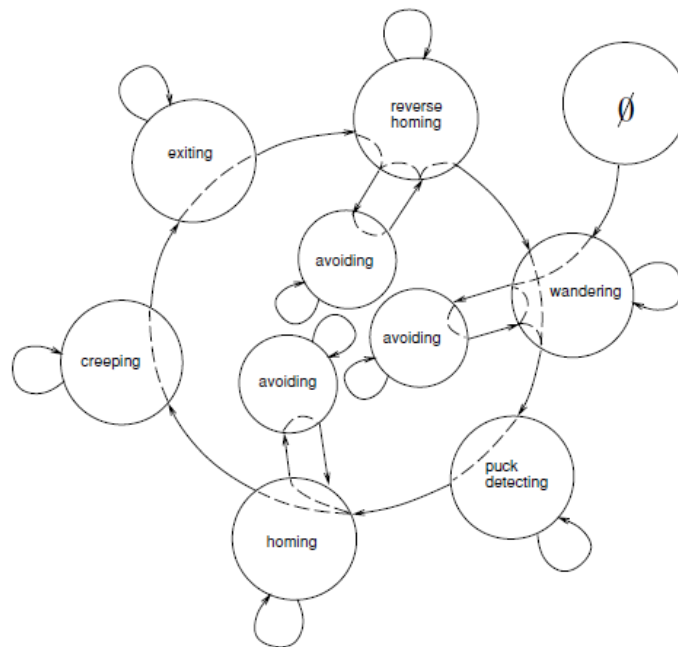 reverse
homing
∅
exiting
avoiding
wandering
avoiding
creeping
avoiding
puck
detecting
homing